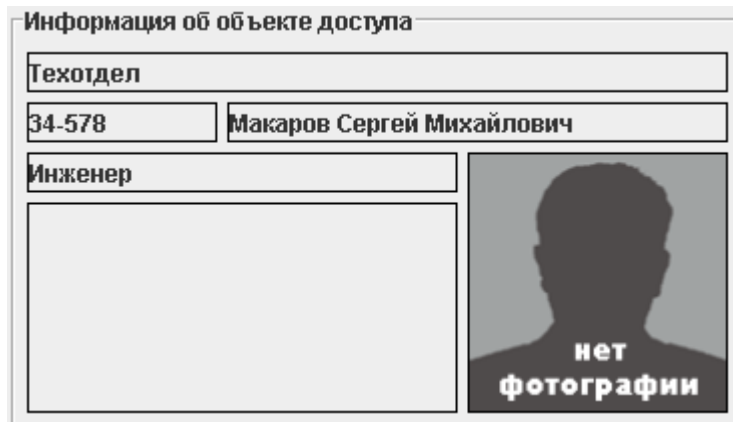 Информация об объекте доступа
Техотдел
34-578
Макаров Сергей Михайлович
Инженер
нет
фотографии